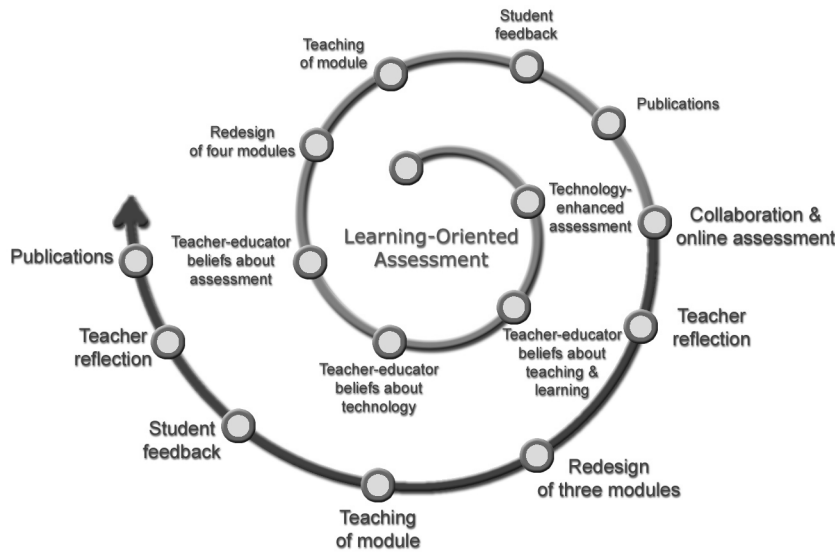 Learning-Oriented
Assessment
Technology-
enhanced
assessment
Teacher-educator
beliefs about
teaching &
learning
Teacher-educator
beliefs about
technology
Teacher-educator
beliefs about
assessment
Redesign
of four modules
Teaching
of module
Student
feedback
Publications
Collaboration &
online assessment
Teacher
reflection
Redesign
of three modules
Teaching
of module
Student
feedback
Teacher
reflection
Publications